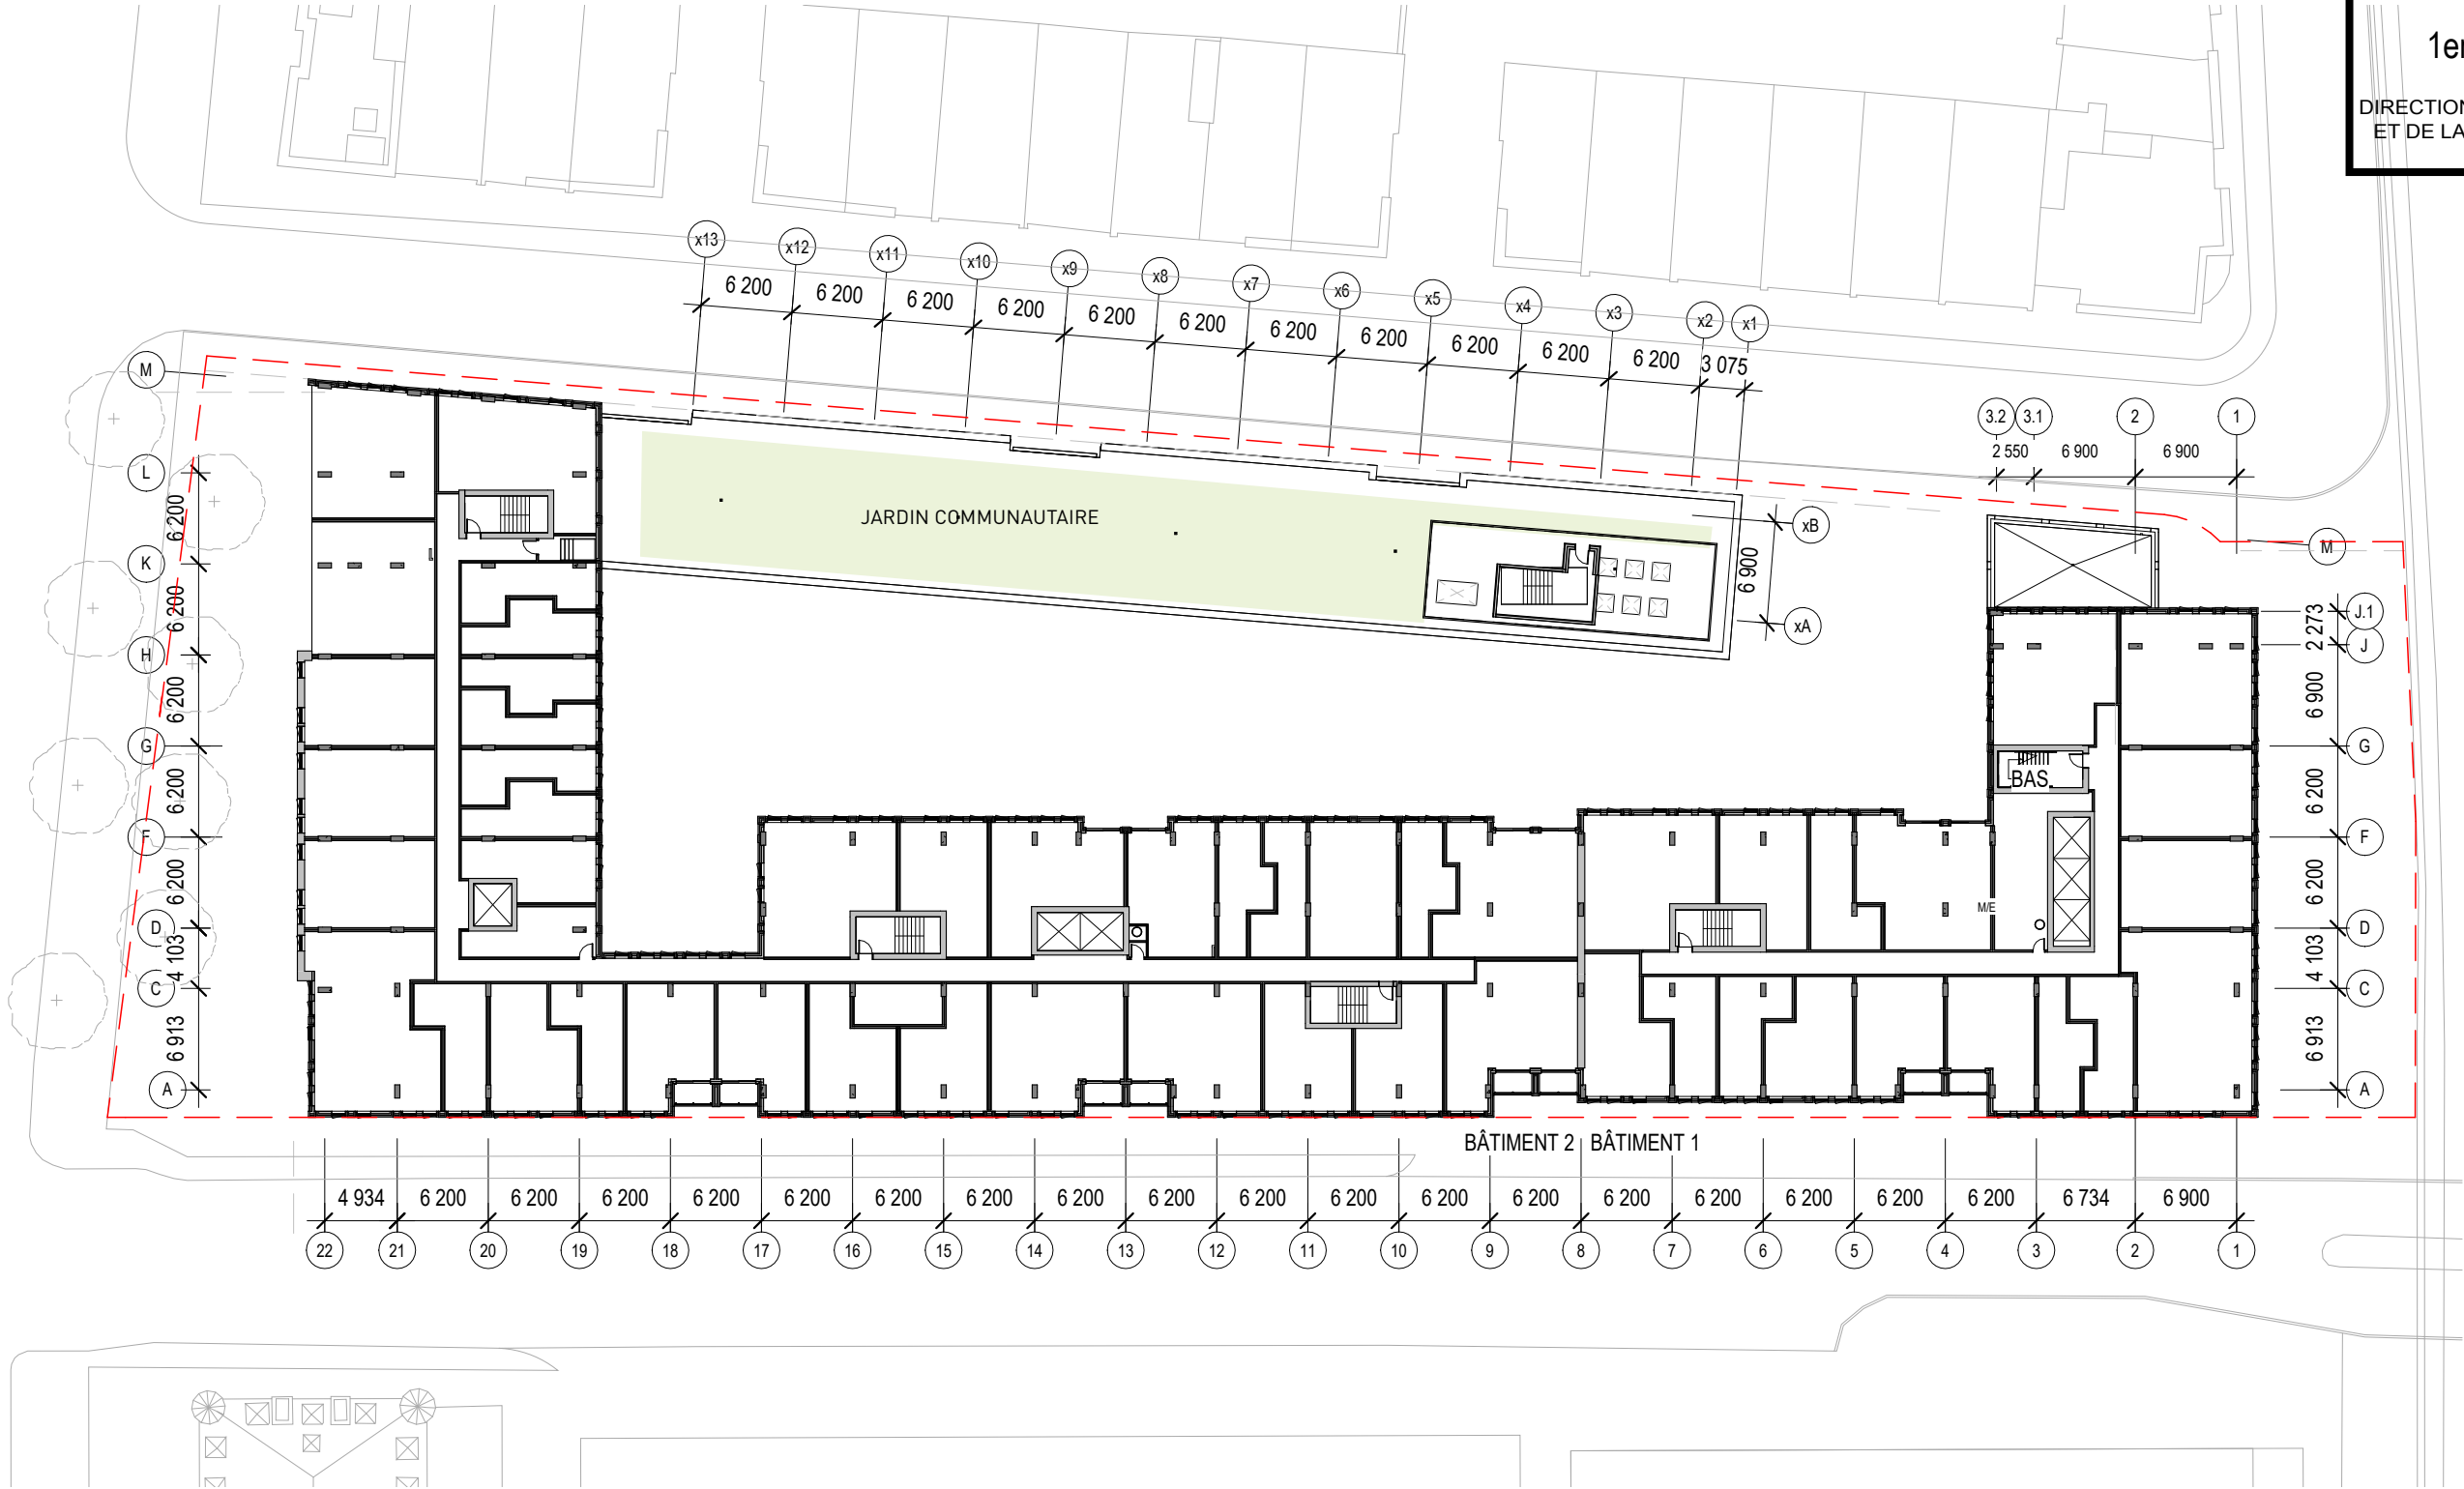 1er
DIRECTION
ET DE LA
x13 x12 x11 x10 x9 x8 x7 x6 x5 x4 x3 x2 x1
6 200 6 200 6 200 6 200 6 200 6 200 6 200 6 200 6 200 6 200 6 200 3 075
3.2 3.1 2 1
2 550 6 900 6 900
M
L
6 200
K
6 200
H
6 200
G
6 200
F
6 200
D
4 103
C
6 913
A
JARDIN COMMUNAUTAIRE
xB
6 900
xA
M
J.1
2 273
J
6 900
G
6 200
F
6 200
D
4 103
C
6 913
A
BAS
M/E
BÂTIMENT 2 BÂTIMENT 1
4 934 6 200 6 200 6 200 6 200 6 200 6 200 6 200 6 200 6 200 6 200 6 200 6 200 6 200 6 200 6 200 6 200 6 200 6 200 6 734 6 900
22 21 20 19 18 17 16 15 14 13 12 11 10 9 8 7 6 5 4 3 2 1